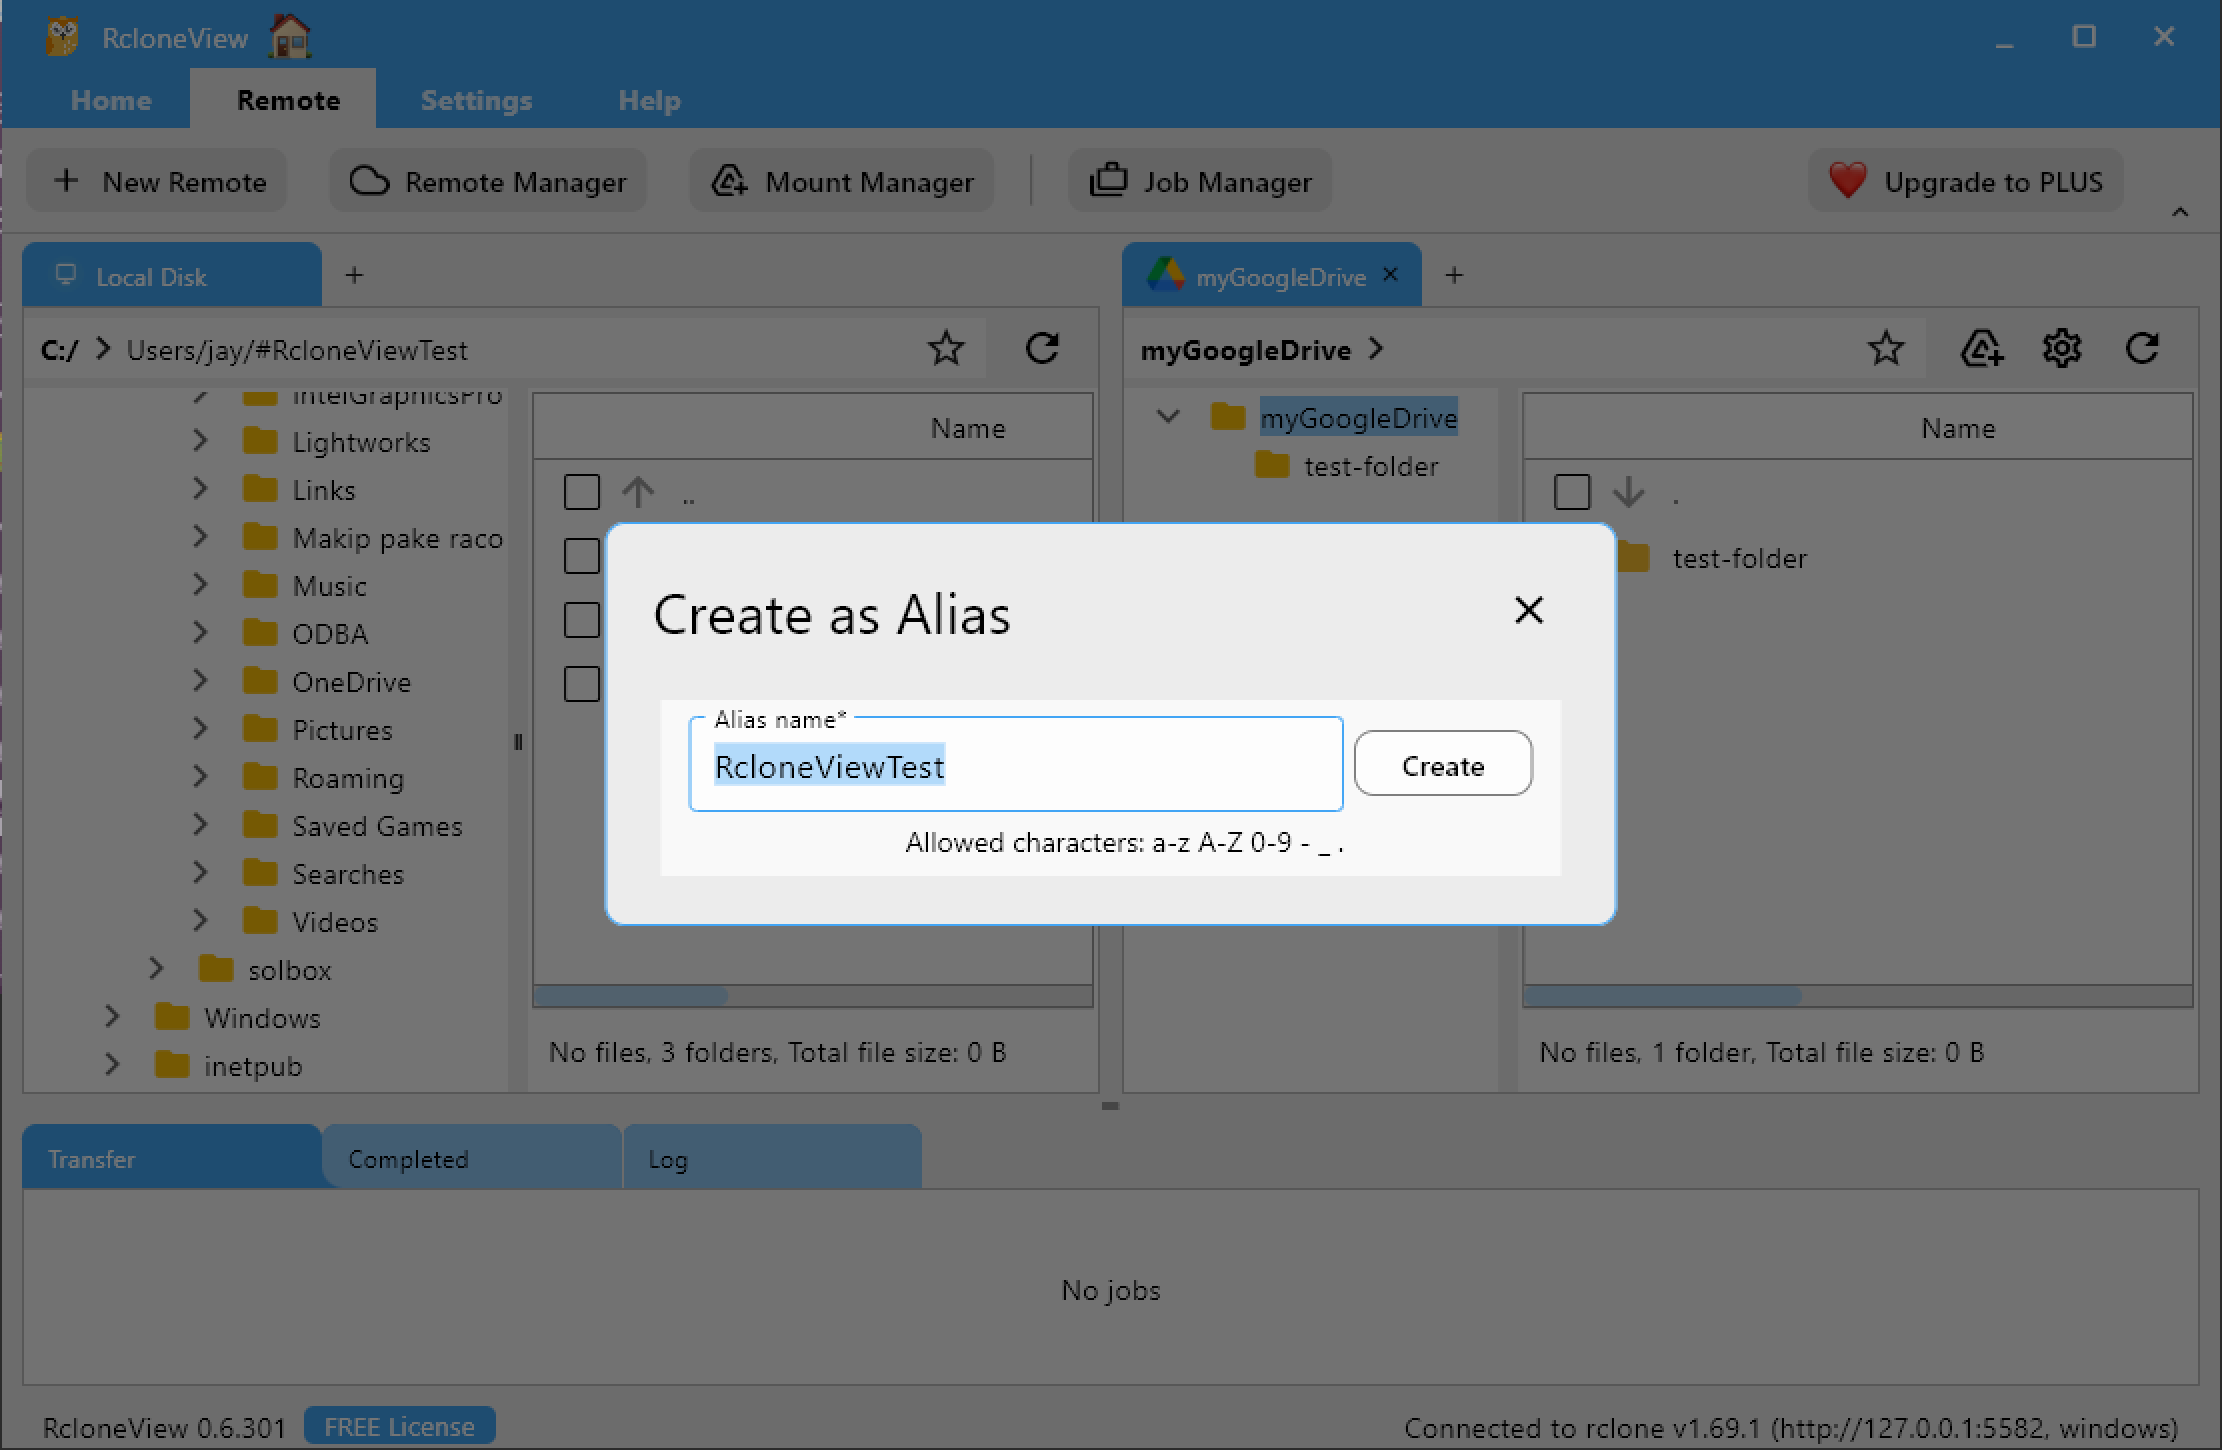 RcloneView
Home Remote Settings Help
New Remote Remote Manager Mount Manager Job Manager Upgrade to PLUS
Local Disk
C:/ Users/jay/#RcloneViewTest
IntelGraphicsPro
Lightworks
Links
Makip pake raco
Music
ODBA
OneDrive
Pictures
Roaming
Saved Games
Searches
Videos
solbox
Windows
inetpub
Name
..
No files, 3 folders, Total file size: 0 B
myGoogleDrive
myGoogleDrive
myGoogleDrive
test-folder
Name
.
test-folder
No files, 1 folder, Total file size: 0 B
Create as Alias
Alias name*
RcloneViewTest
Create
Allowed characters: a-z A-Z 0-9 - _ .
Transfer Completed Log
No jobs
RcloneView 0.6.301 FREE License Connected to rclone v1.69.1 (http://127.0.0.1:5582, windows)